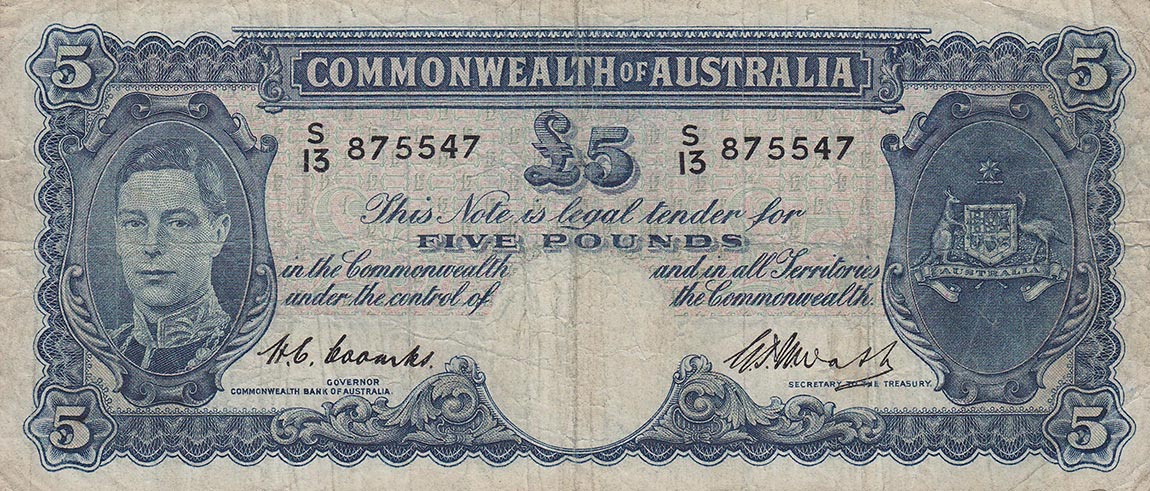 5 5
COMMONWEALTH OF AUSTRALIA
S/13 875547 £5 S/13 875547
This Note is legal tender for
FIVE POUNDS
in the Commonwealth and in all Territories
under the control of the Commonwealth.
AUSTRALIA
H.C. Coombs.
GOVERNOR
COMMONWEALTH BANK OF AUSTRALIA.
SECRETARY TO THE TREASURY.
5 5